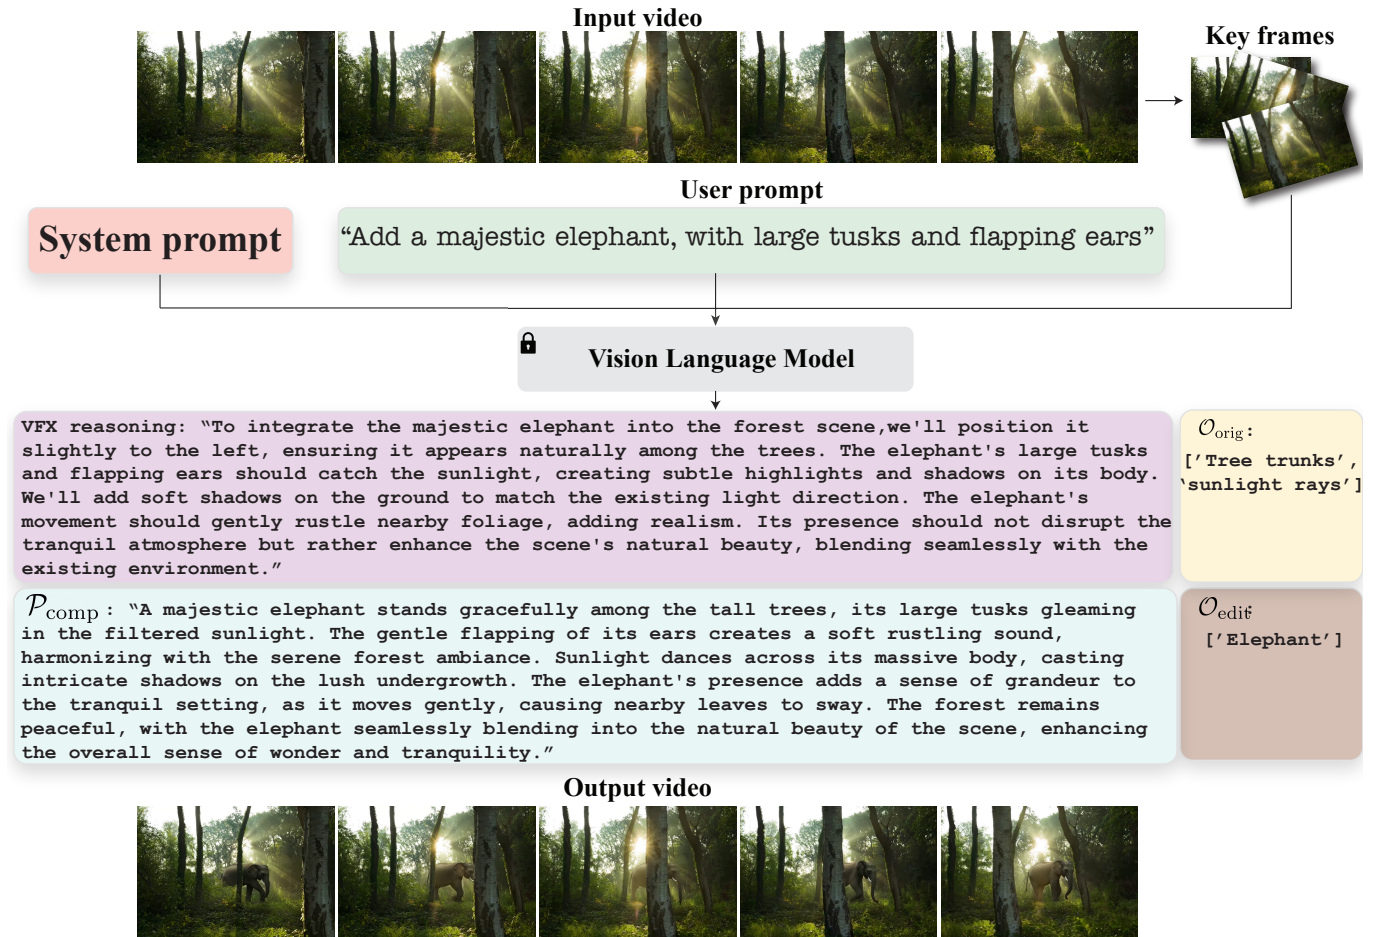 Input video
Key frames
User prompt
System prompt
“Add a majestic elephant, with large tusks and flapping ears”
Vision Language Model
VFX reasoning: “To integrate the majestic elephant into the forest scene,we'll position it
slightly to the left, ensuring it appears naturally among the trees. The elephant's large tusks
and flapping ears should catch the sunlight, creating subtle highlights and shadows on its body.
We'll add soft shadows on the ground to match the existing light direction. The elephant's
movement should gently rustle nearby foliage, adding realism. Its presence should not disrupt the
tranquil atmosphere but rather enhance the scene's natural beauty, blending seamlessly with the
existing environment.”
𝒪orig:
['Tree trunks',
‘sunlight rays']
𝒫comp : “A majestic elephant stands gracefully among the tall trees, its large tusks gleaming
in the filtered sunlight. The gentle flapping of its ears creates a soft rustling sound,
harmonizing with the serene forest ambiance. Sunlight dances across its massive body, casting
intricate shadows on the lush undergrowth. The elephant's presence adds a sense of grandeur to
the tranquil setting, as it moves gently, causing nearby leaves to sway. The forest remains
peaceful, with the elephant seamlessly blending into the natural beauty of the scene, enhancing
the overall sense of wonder and tranquility.”
𝒪edit:
['Elephant']
Output video